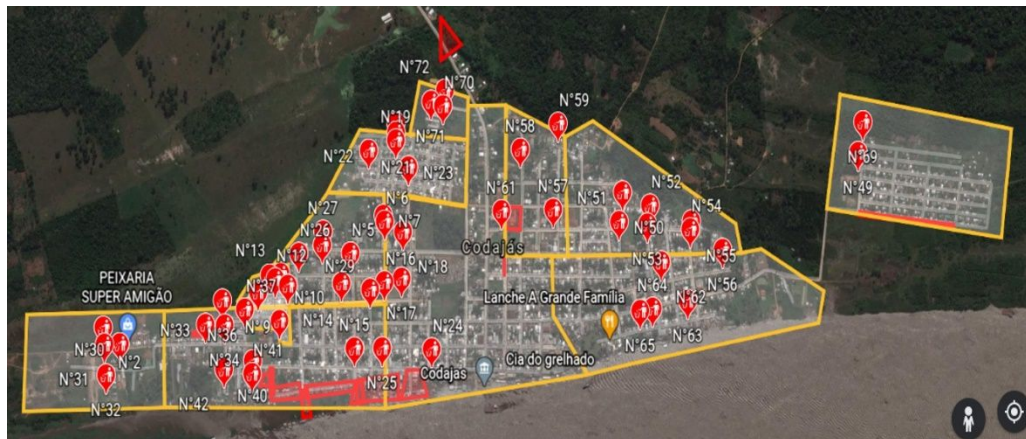 N°72
N°70
N°59
N°19
N°58
N°71
N°22
N°21
N°23
N°69
N°49
N°6
N°61
N°57
N°51
N°52
N°27
N°5
N°7
N°54
N°26
N°50
N°13
N°12
N°16
Codajás
N°29
N°18
N°53
N°55
PEIXARIA
SUPER AMIGÃO
N°37
N°10
Lanche A Grande Família
N°64
N°56
N°62
N°33
N°36
N° 9
N°14
N°15
N°17
N°24
N°63
N°30
N°2
N°34
N°41
N°65
Cia do grelhado
N°31
N°25
Codajas
N°32
N°42
N°40